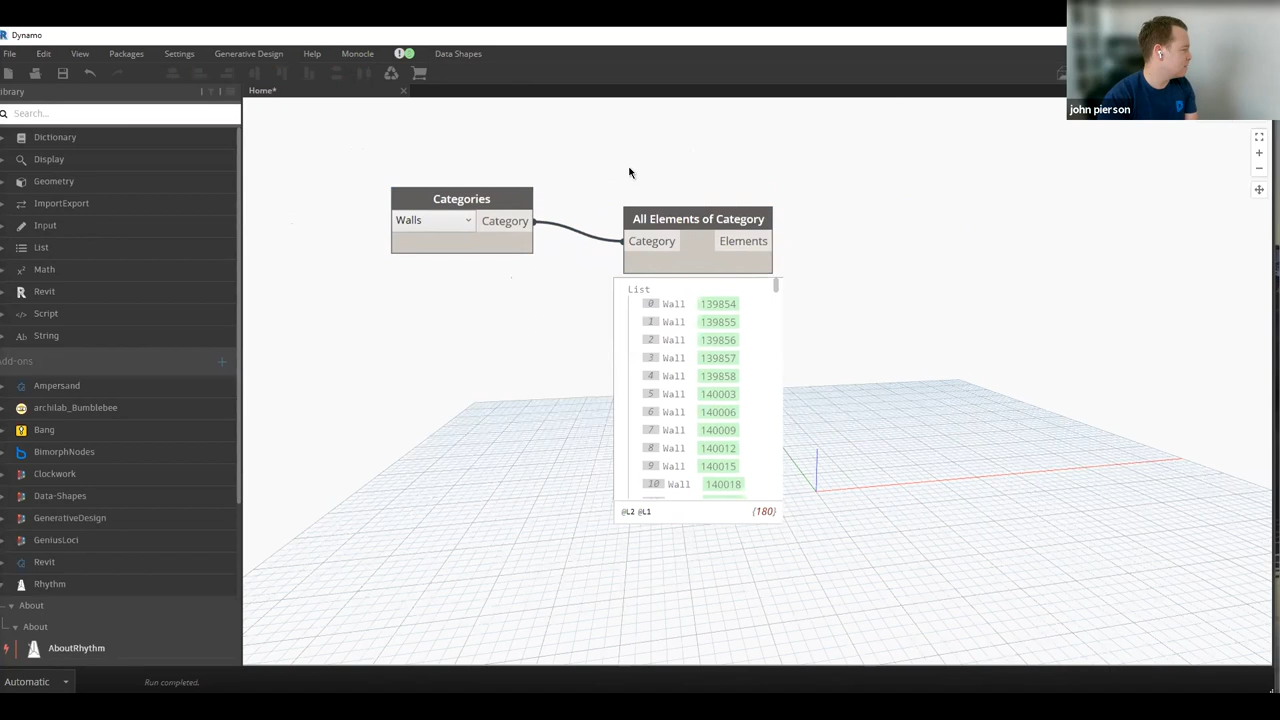 Dynamo
File Edit View Packages Settings Generative Design Help Monocle Data Shapes
ibrary
Home*
Search...
Dictionary
Display
Geometry
ImportExport
Input
List
Math
Revit
Script
Ab String
dd-ons
Ampersand
archilab_Bumblebee
Bang
BimorphNodes
Clockwork
Data-Shapes
GenerativeDesign
GeniusLoci
Revit
Rhythm
About
About
AboutRhythm
Automatic
Run completed.
Categories
Walls Category
All Elements of Category
Category Elements
List
0 Wall 139854
1 Wall 139855
2 Wall 139856
3 Wall 139857
4 Wall 139858
5 Wall 140003
6 Wall 140006
7 Wall 140009
8 Wall 140012
9 Wall 140015
10 Wall 140018
@L2 @L1 {180}
john pierson